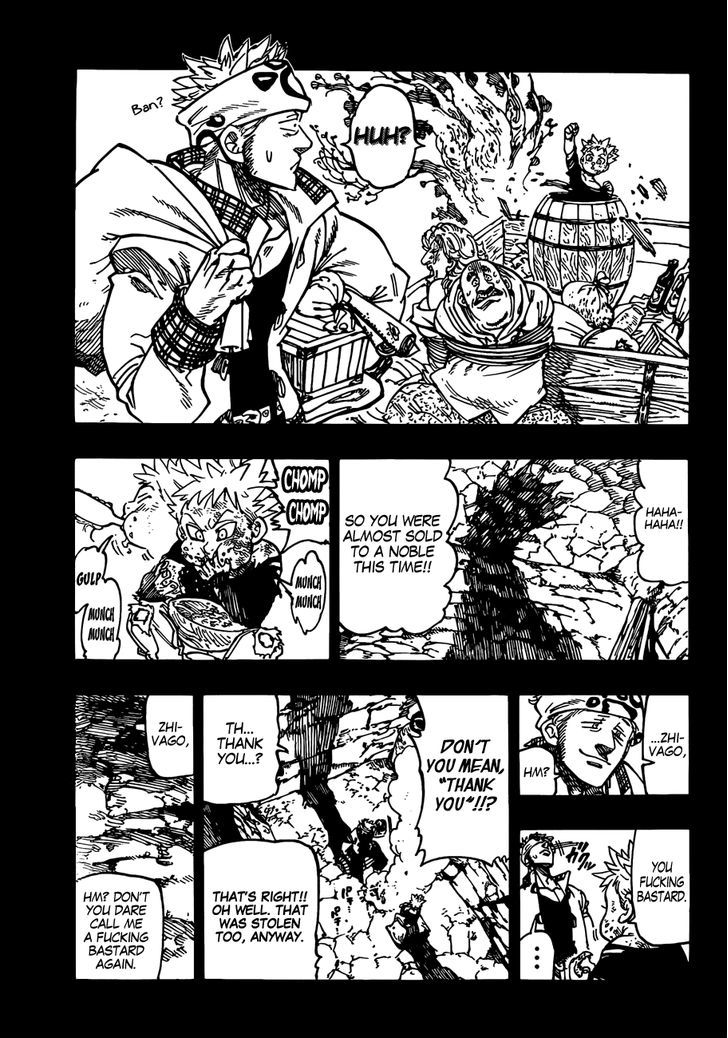 HUH?
Ban?
HAHA-
HAHA!!
SO YOU WERE
ALMOST SOLD
TO A NOBLE
THIS TIME!!
CHOMP
CHOMP
MUNCH
MUNCH
GULP
MUNCH
MUNCH
...ZHI-
VAGO,
HM?
YOU
FUCKING
BASTARD.
...
DON'T
YOU MEAN,
"THANK
YOU"!!?
TH...
THANK
YOU...?
THAT'S RIGHT!!
OH WELL. THAT
WAS STOLEN
TOO, ANYWAY.
ZHI-
VAGO,
HM? DON'T
YOU DARE
CALL ME
A FUCKING
BASTARD
AGAIN.